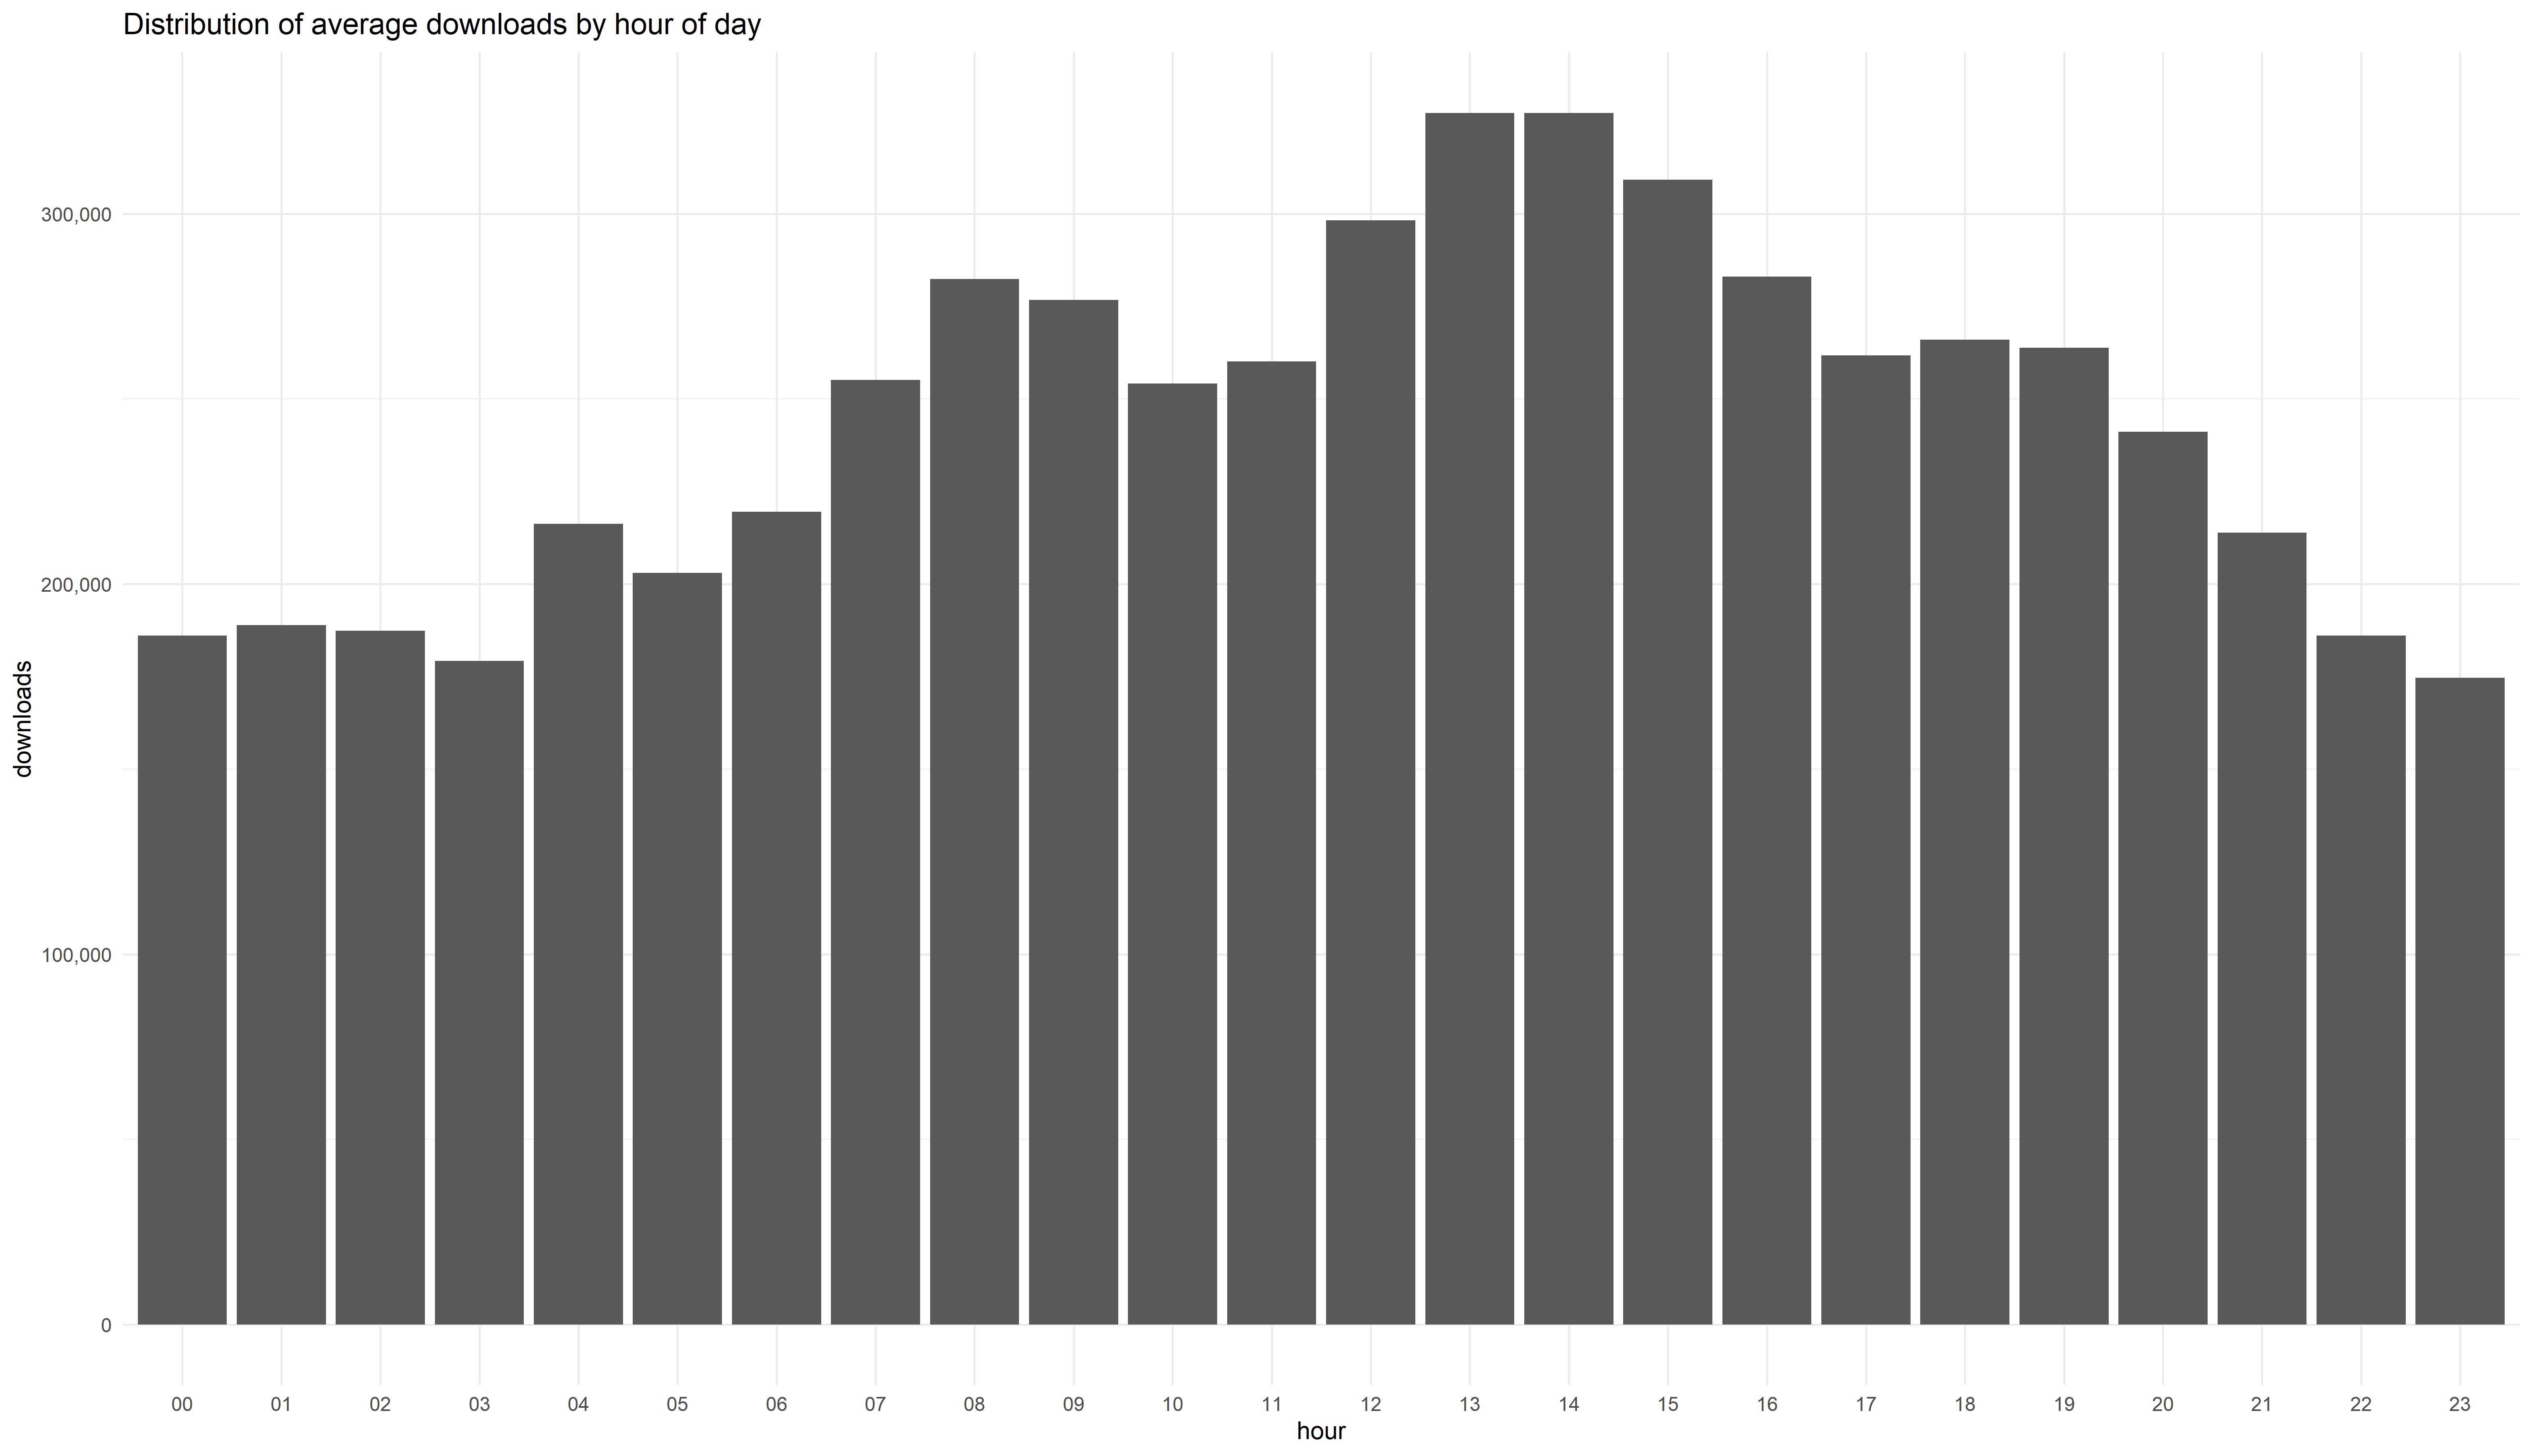 Distribution of average downloads by hour of day
downloads
300,000
200,000
100,000
0
00 01 02 03 04 05 06 07 08 09 10 11 12 13 14 15 16 17 18 19 20 21 22 23
hour